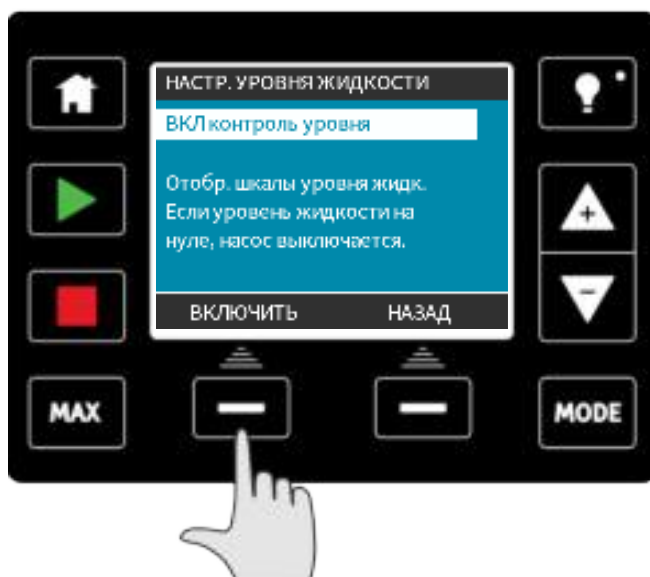 НАСТР. УРОВНЯ ЖИДКОСТИ
ВКЛ контроль уровня
Отобр. шкалы уровня жидк.
Если уровень жидкости на
нуле, насос выключается.
ВКЛЮЧИТЬ НАЗАД
MAX MODE